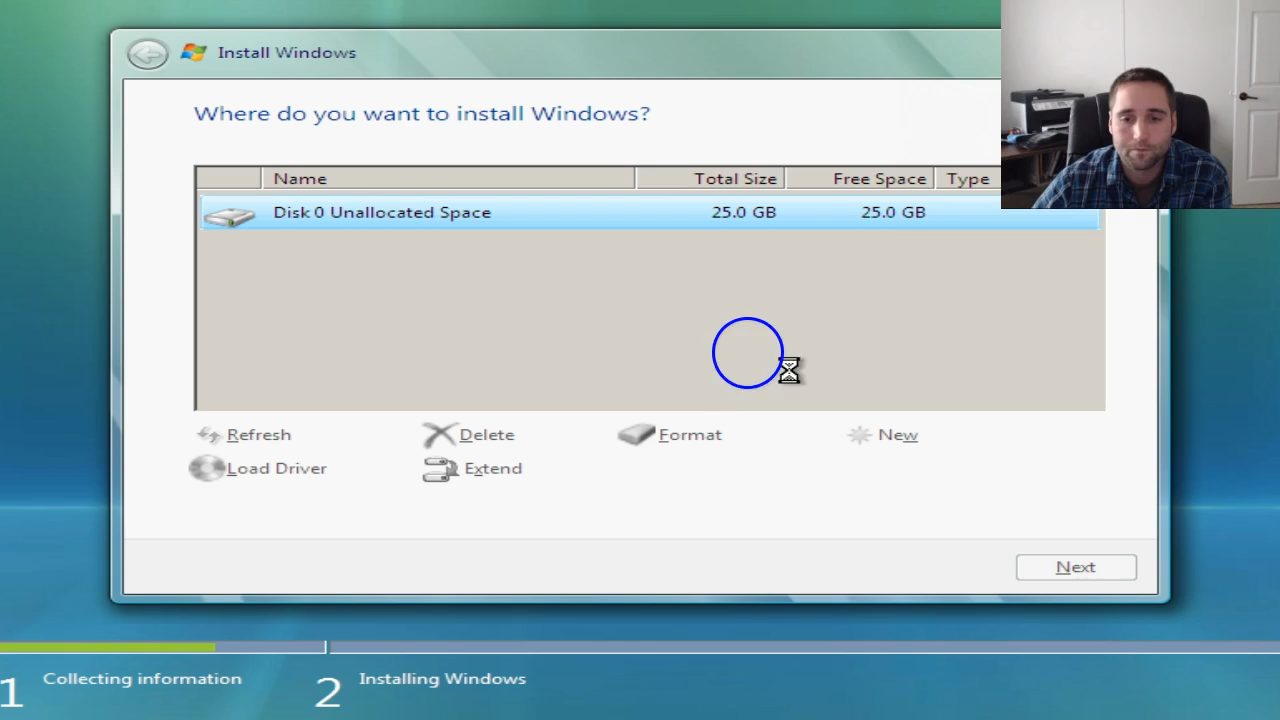 Install Windows
Where do you want to install Windows?
Name Total Size Free Space Type
Disk 0 Unallocated Space 25.0 GB 25.0 GB
Refresh Delete Format New
Load Driver Extend
Next
1 Collecting information 2 Installing Windows